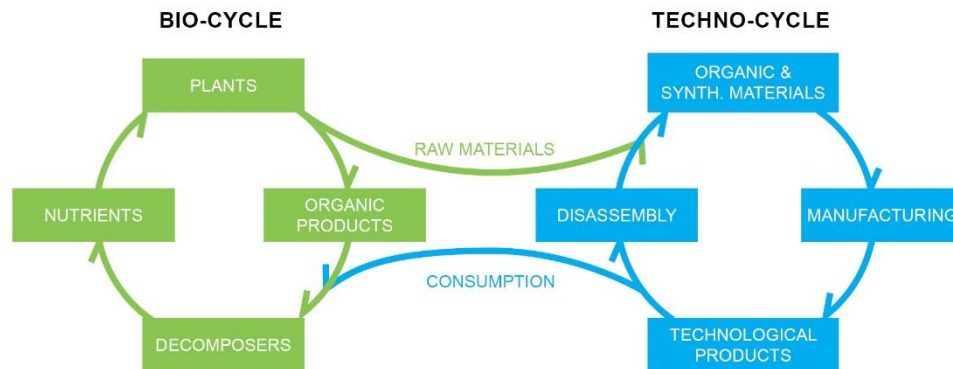 BIO-CYCLE
TECHNO-CYCLE
PLANTS
ORGANIC &
SYNTH. MATERIALS
RAW MATERIALS
NUTRIENTS
ORGANIC
PRODUCTS
DISASSEMBLY
MANUFACTURING
CONSUMPTION
DECOMPOSERS
TECHNOLOGICAL
PRODUCTS